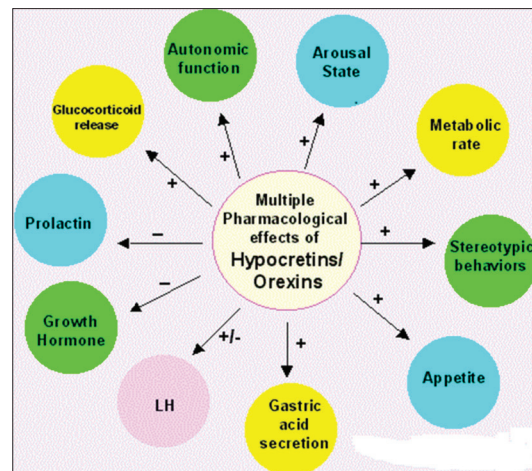 Autonomic
function
+
Arousal
State
+
Glucocorticoid
release
+
Metabolic
rate
+
Multiple
Pharmacological
effects of
Hypocretins/
Orexins
Prolactin
–
Stereotypic
behaviors
+
Growth
Hormone
–
Appetite
+
LH
+/-
Gastric
acid
secretion
+